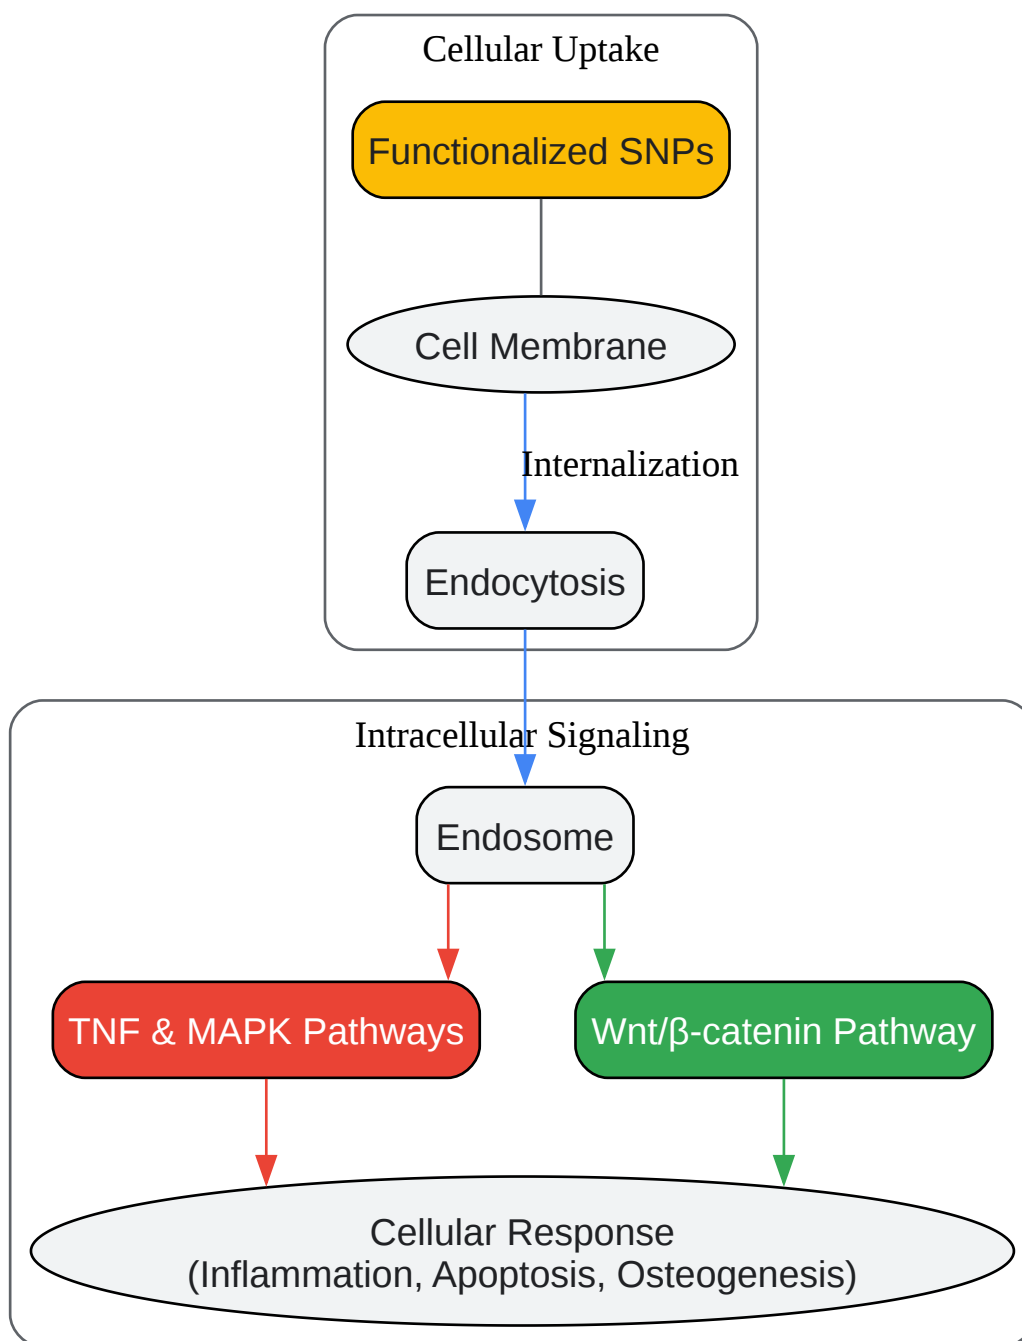 Cellular Uptake
Functionalized SNPs
Cell Membrane
Internalization
Endocytosis
Intracellular Signaling
Endosome
TNF & MAPK Pathways
Wnt/β-catenin Pathway
Cellular Response
(Inflammation, Apoptosis, Osteogenesis)